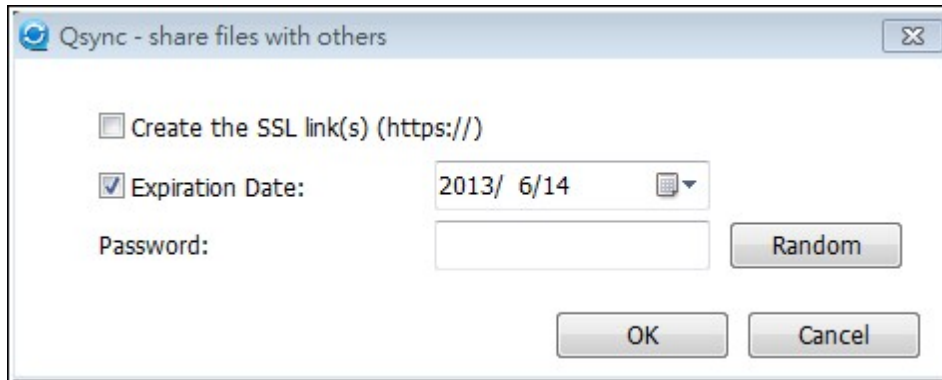 Qsync - share files with others
Create the SSL link(s) (https://)
Expiration Date: 2013/ 6/14
Password: Random
OK Cancel